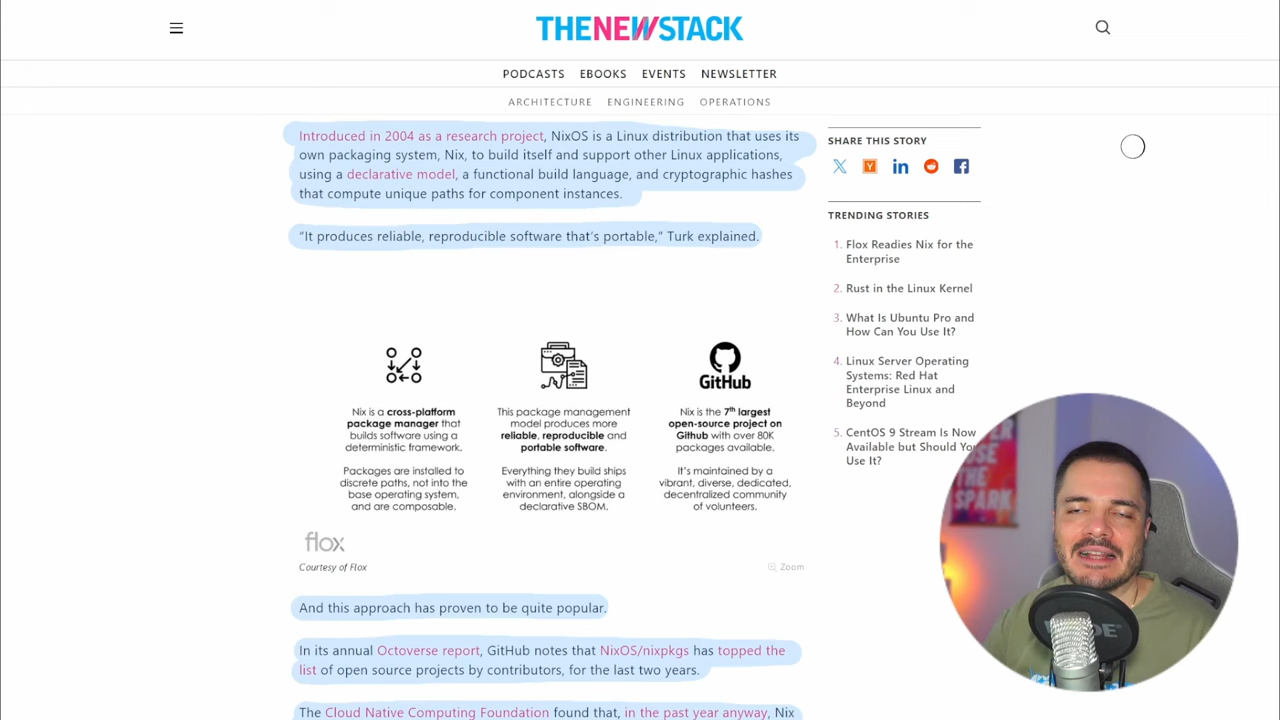 THENEWSTACK
PODCASTS EBOOKS EVENTS NEWSLETTER
ARCHITECTURE ENGINEERING OPERATIONS
Introduced in 2004 as a research project, NixOS is a Linux distribution that uses its
own packaging system, Nix, to build itself and support other Linux applications,
using a declarative model, a functional build language, and cryptographic hashes
that compute unique paths for component instances.
“It produces reliable, reproducible software that’s portable,” Turk explained.
Nix is a cross-platform
package manager that
builds software using a
deterministic framework.
Packages are installed to
discrete paths, not into the
base operating system,
and are composable.
This package management
model produces more
reliable, reproducible and
portable software.
Everything they build ships
with an entire operating
environment, alongside a
declarative SBOM.
GitHub
Nix is the 7th largest
open-source project on
Github with over 80K
packages available.
It’s maintained by a
vibrant, diverse, dedicated,
decentralized community
of volunteers.
flox
Courtesy of Flox
Zoom
And this approach has proven to be quite popular.
In its annual Octoverse report, GitHub notes that NixOS/nixpkgs has topped the
list of open source projects by contributors, for the last two years.
The Cloud Native Computing Foundation found that, in the past year anyway, Nix
SHARE THIS STORY
TRENDING STORIES
1. Flox Readies Nix for the
Enterprise
2. Rust in the Linux Kernel
3. What Is Ubuntu Pro and
How Can You Use It?
4. Linux Server Operating
Systems: Red Hat
Enterprise Linux and
Beyond
5. CentOS 9 Stream Is Now
Available but Should You
Use It?
USE
THE
SPARK